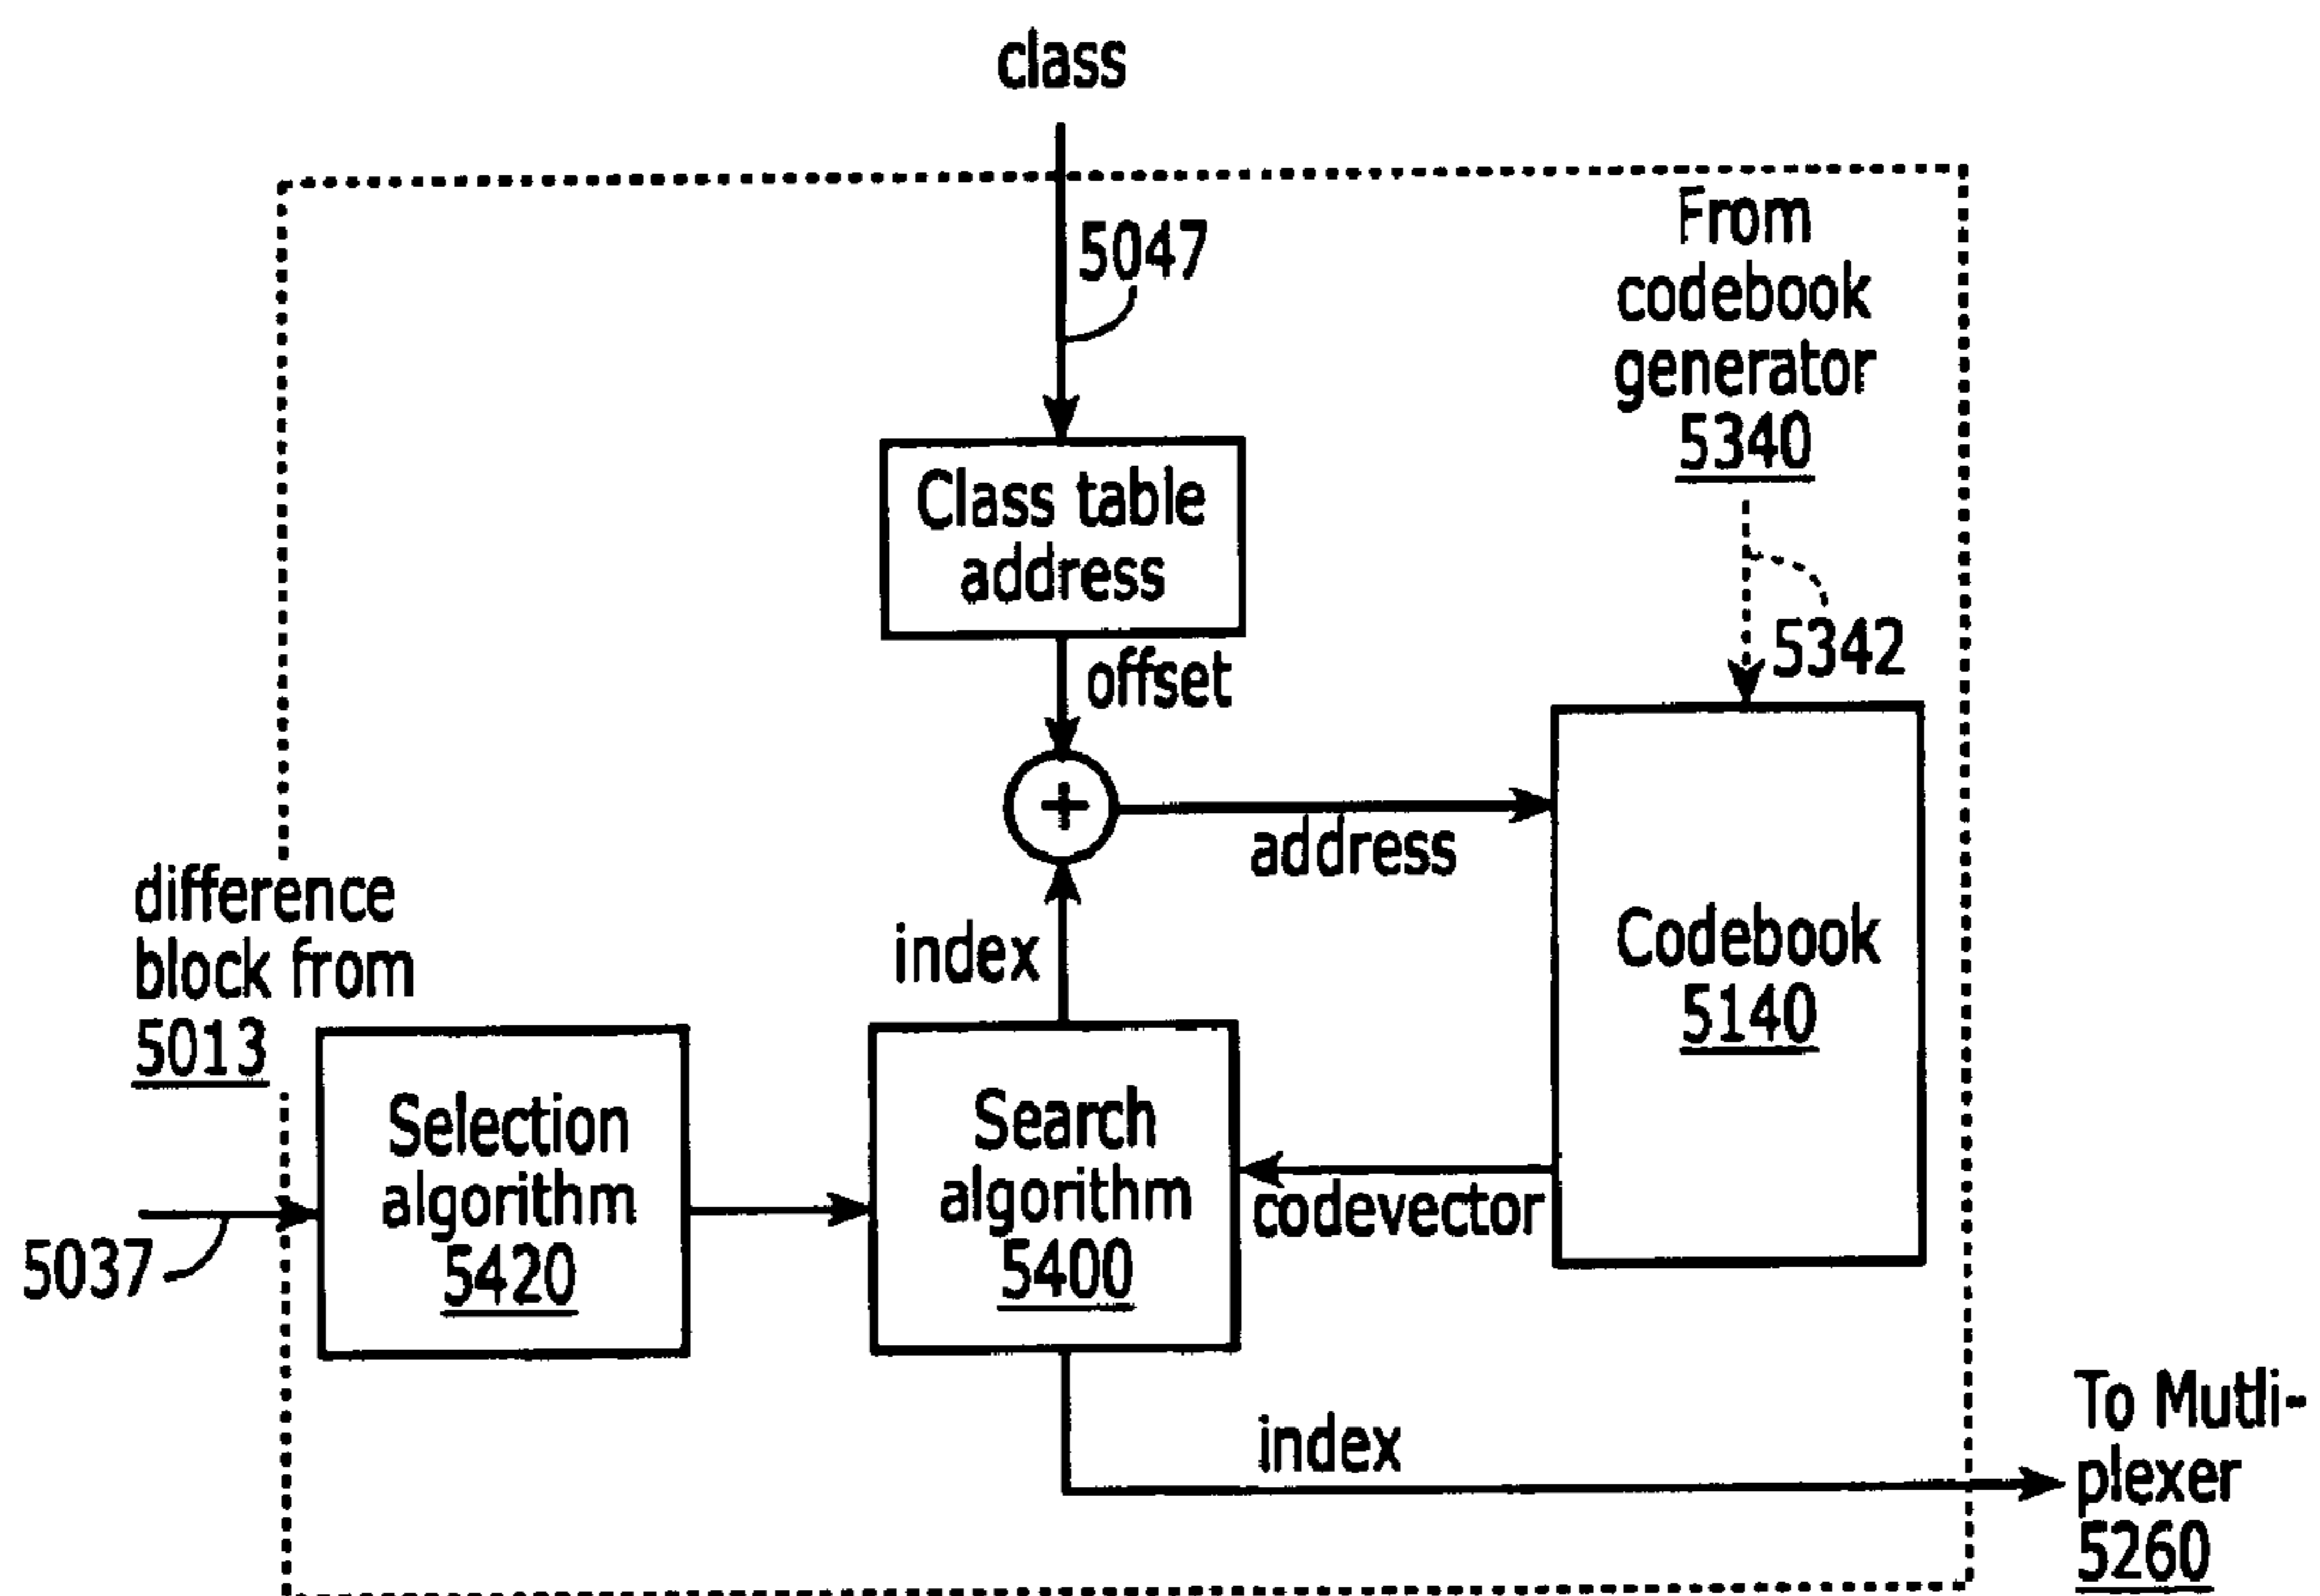 class
5047
From
codebook
generator
5340
Class table
address
5342
offset
address
difference
block from
5013
index
Codebook
5140
Selection
algorithm
5420
Search
algorithm
5400
codevector
5037
index
To Mutli-
plexer
5260